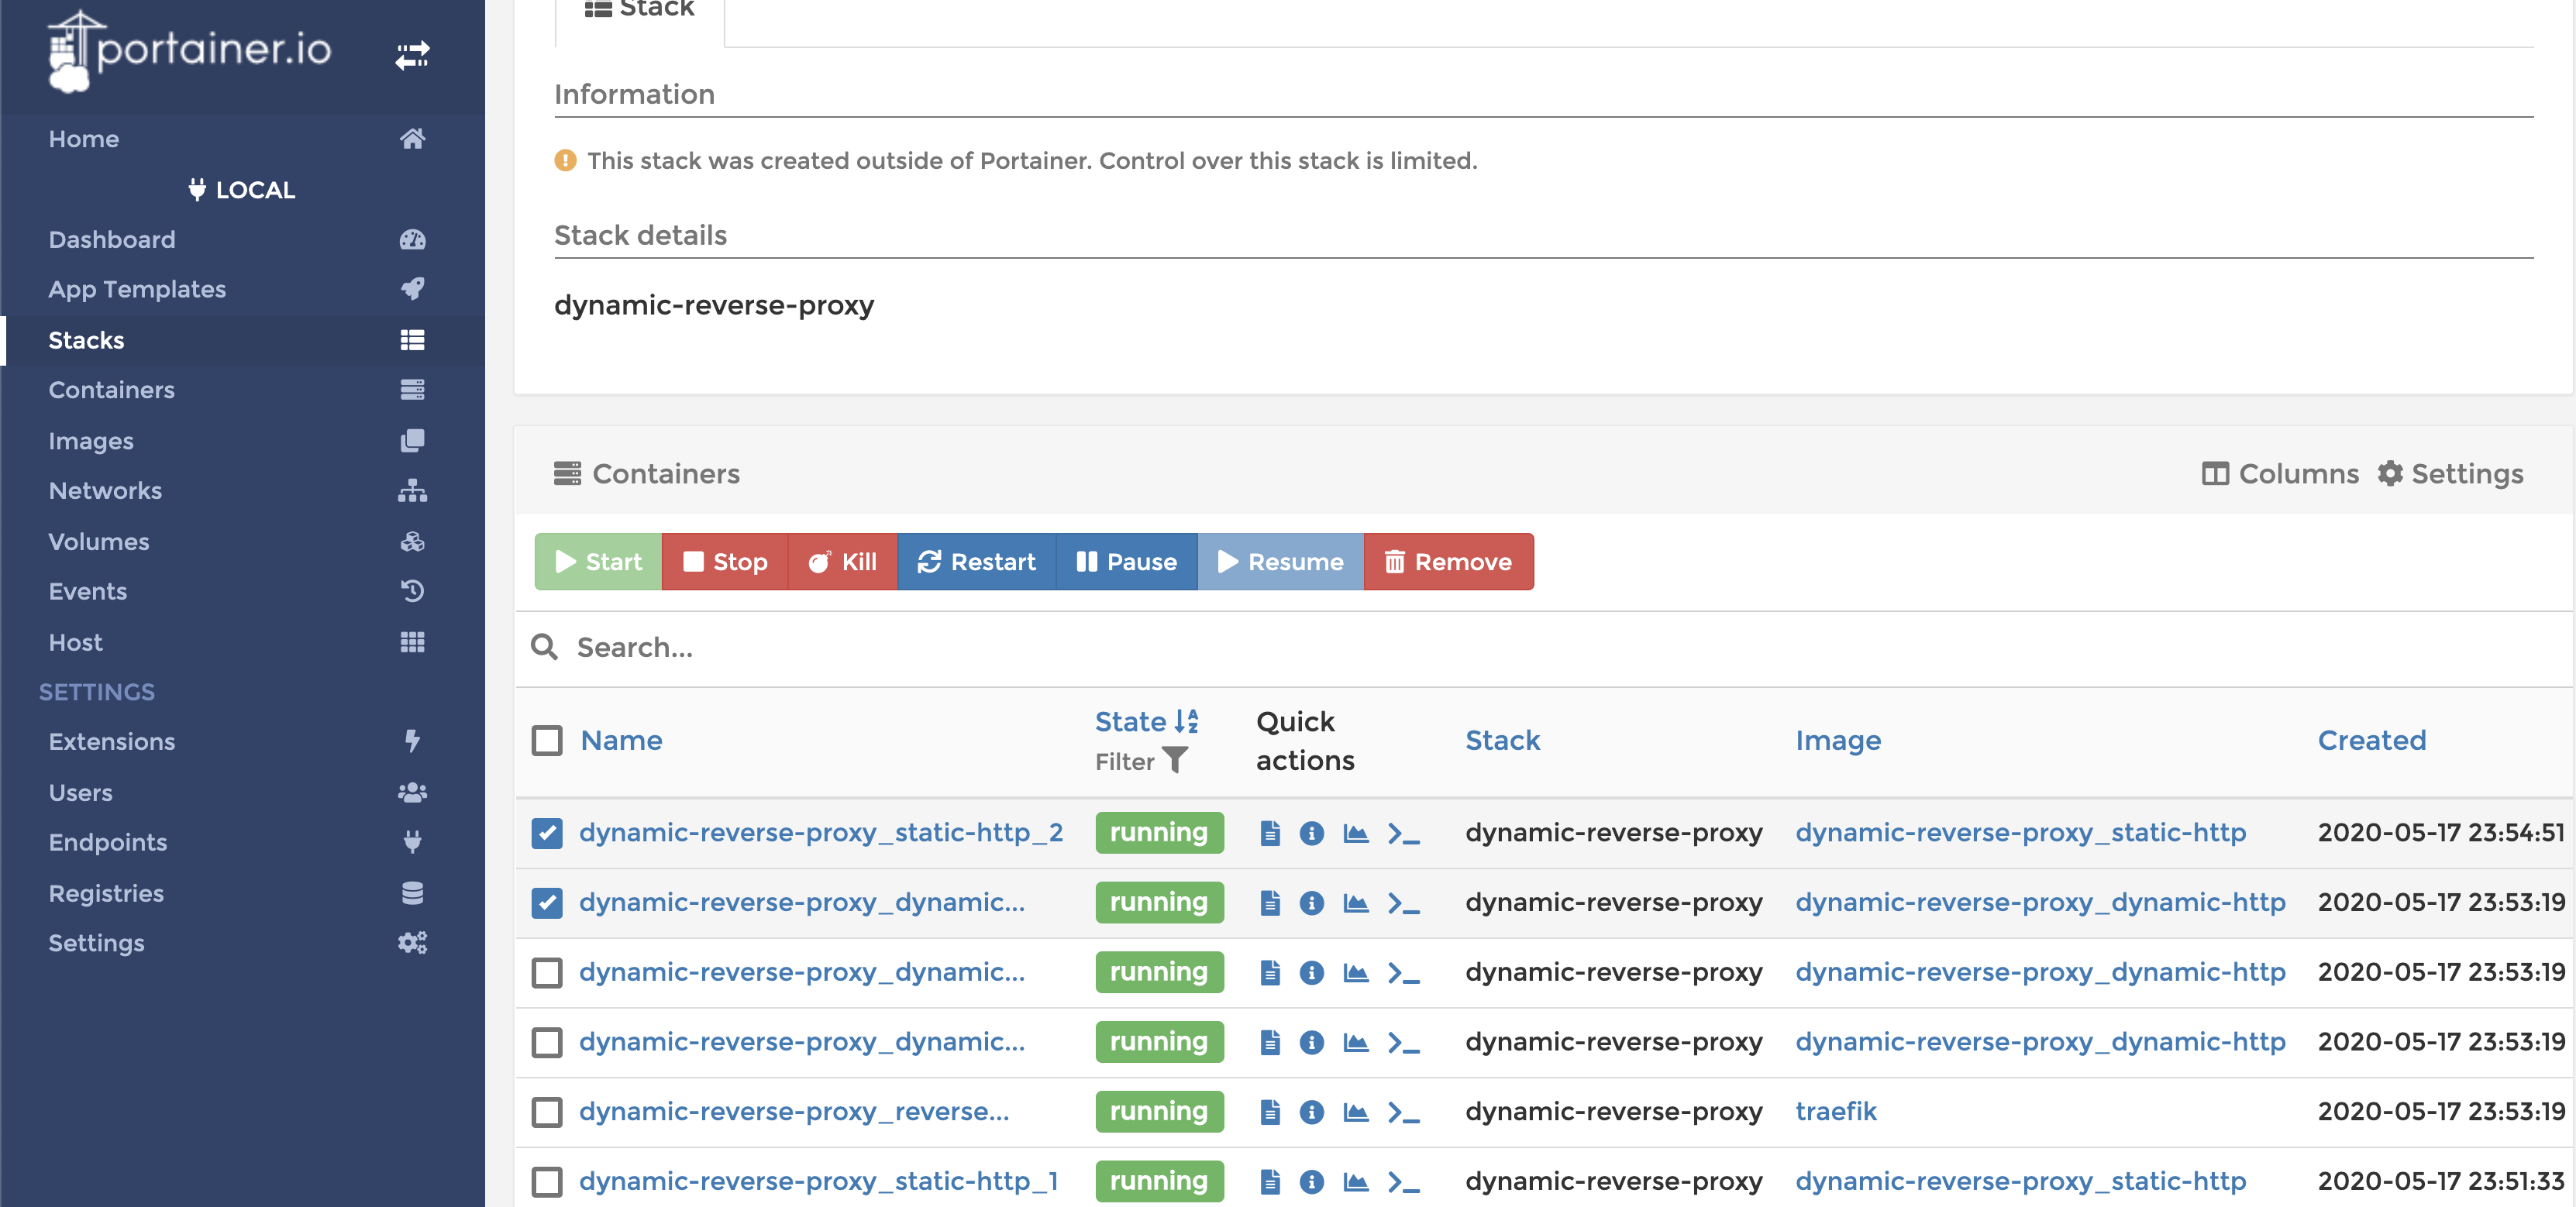 portainer.io
Home
LOCAL
Dashboard
App Templates
Stacks
Containers
Images
Networks
Volumes
Events
Host
SETTINGS
Extensions
Users
Endpoints
Registries
Settings
Stack
Information
This stack was created outside of Portainer. Control over this stack is limited.
Stack details
dynamic-reverse-proxy
Containers
Columns Settings
Start Stop Kill Restart Pause Resume Remove
Search...
Name State Filter Quick actions Stack Image Created
dynamic-reverse-proxy_static-http_2 running dynamic-reverse-proxy dynamic-reverse-proxy_static-http 2020-05-17 23:54:51
dynamic-reverse-proxy_dynamic... running dynamic-reverse-proxy dynamic-reverse-proxy_dynamic-http 2020-05-17 23:53:19
dynamic-reverse-proxy_dynamic... running dynamic-reverse-proxy dynamic-reverse-proxy_dynamic-http 2020-05-17 23:53:19
dynamic-reverse-proxy_dynamic... running dynamic-reverse-proxy dynamic-reverse-proxy_dynamic-http 2020-05-17 23:53:19
dynamic-reverse-proxy_reverse... running dynamic-reverse-proxy traefik 2020-05-17 23:53:19
dynamic-reverse-proxy_static-http_1 running dynamic-reverse-proxy dynamic-reverse-proxy_static-http 2020-05-17 23:51:33